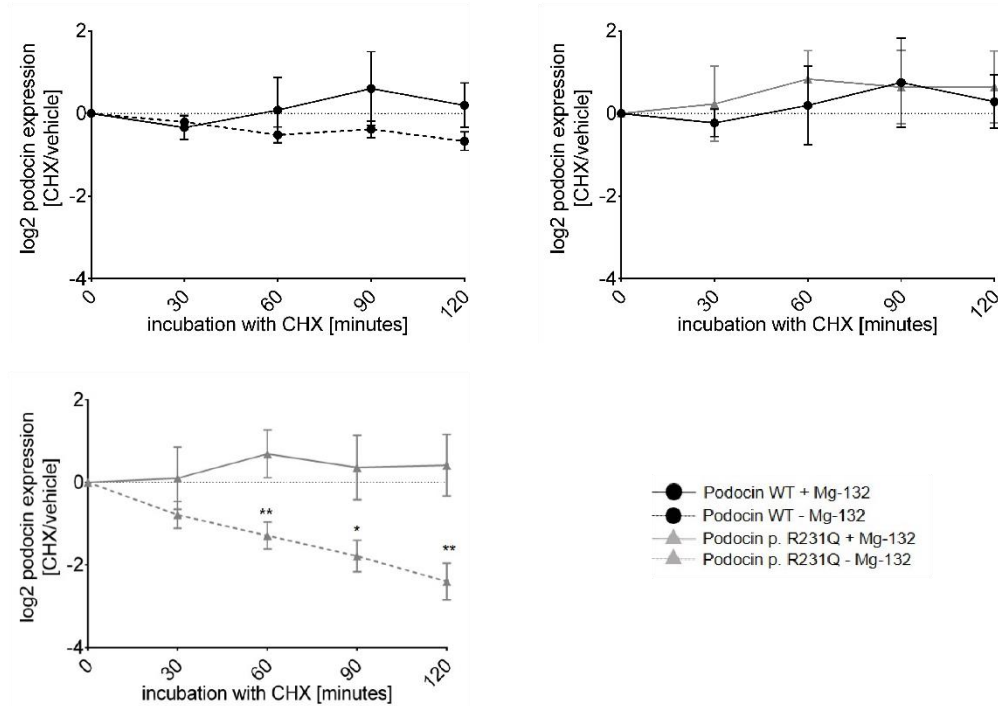 log2 podocin expression
[CHX/vehicle]
2
0
-2
-4
0
30
60
90
120
incubation with CHX [minutes]
log2 podocin expression
[CHX/vehicle]
2
0
-2
-4
0
30
60
90
120
incubation with CHX [minutes]
log2 podocin expression
[CHX/vehicle]
2
0
-2
-4
**
*
**
0
30
60
90
120
incubation with CHX [minutes]
Podocin WT + Mg-132
Podocin WT - Mg-132
Podocin p. R231Q + Mg-132
Podocin p. R231Q - Mg-132